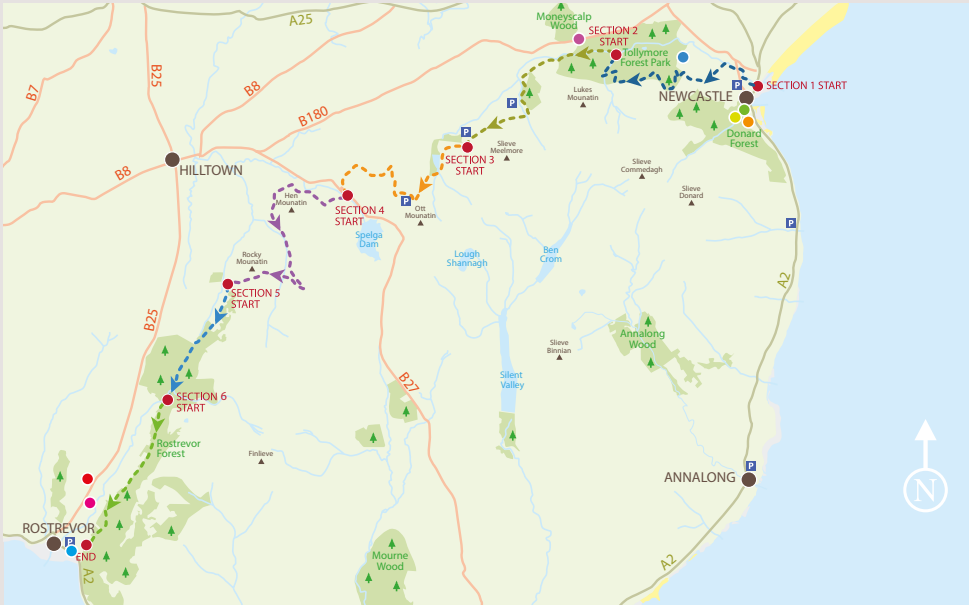 A25
Moneyscalp
Wood
SECTION 2
START
Tollymore
Forest Park
B7
B25
B8
B180
Lukes
Mounatin
P
SECTION 1 START
NEWCASTLE
P
Donard
Forest
P
SECTION 3
START
Slieve
Meelmore
HILLTOWN
B8
Slieve
Commedagh
Slieve
Donard
Hen
Mounatin
SECTION 4
START
P
Ott
Mounatin
P
Spelga
Dam
Lough
Shannagh
Ben
Crom
Rocky
Mounatin
A2
SECTION 5
START
B25
Annalong
Wood
Slieve
Binnian
Silent
Valley
B27
SECTION 6
START
Rostrevor
Forest
Finlieve
P
ANNALONG
N
ROSTREVOR
P
END
A2
Mourne
Wood
A2